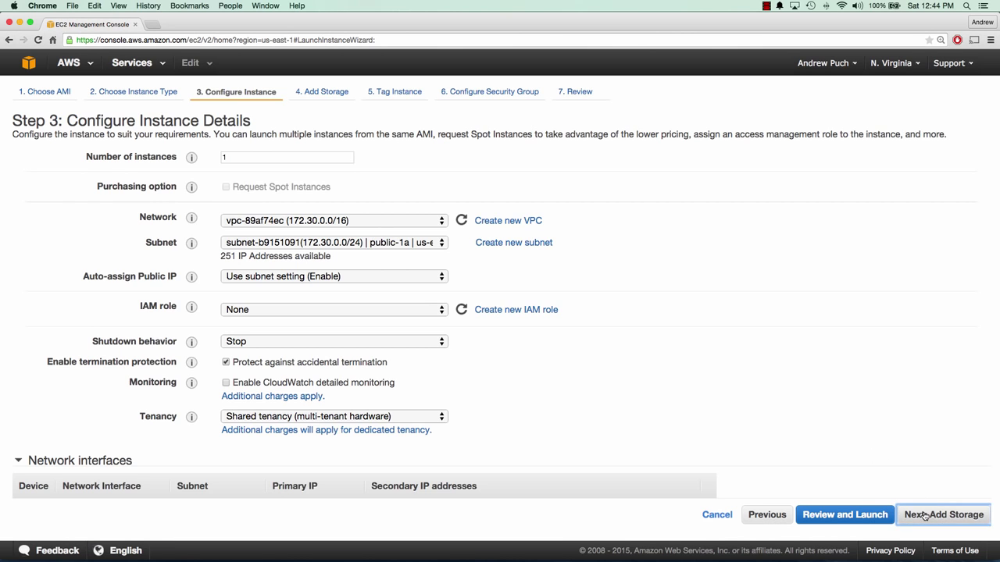 Chrome File Edit View History Bookmarks People Window Help 100% Sat 12:44 PM
EC2 Management Console Andrew
https://console.aws.amazon.com/ec2/v2/home?region=us-east-1#LaunchInstanceWizard:
AWS Services Edit Andrew Puch N. Virginia Support
1. Choose AMI 2. Choose Instance Type 3. Configure Instance 4. Add Storage 5. Tag Instance 6. Configure Security Group 7. Review
Step 3: Configure Instance Details
Configure the instance to suit your requirements. You can launch multiple instances from the same AMI, request Spot Instances to take advantage of the lower pricing, assign an access management role to the instance, and more.
Number of instances 1
Purchasing option Request Spot Instances
Network vpc-89af74ec (172.30.0.0/16) Create new VPC
Subnet subnet-b9151091(172.30.0.0/24) | public-1a | us-e Create new subnet
251 IP Addresses available
Auto-assign Public IP Use subnet setting (Enable)
IAM role None Create new IAM role
Shutdown behavior Stop
Enable termination protection Protect against accidental termination
Monitoring Enable CloudWatch detailed monitoring
Additional charges apply.
Tenancy Shared tenancy (multi-tenant hardware)
Additional charges will apply for dedicated tenancy.
Network interfaces
Device Network Interface Subnet Primary IP Secondary IP addresses
Cancel Previous Review and Launch Next: Add Storage
Feedback English © 2008 - 2015, Amazon Web Services, Inc. or its affiliates. All rights reserved. Privacy Policy Terms of Use